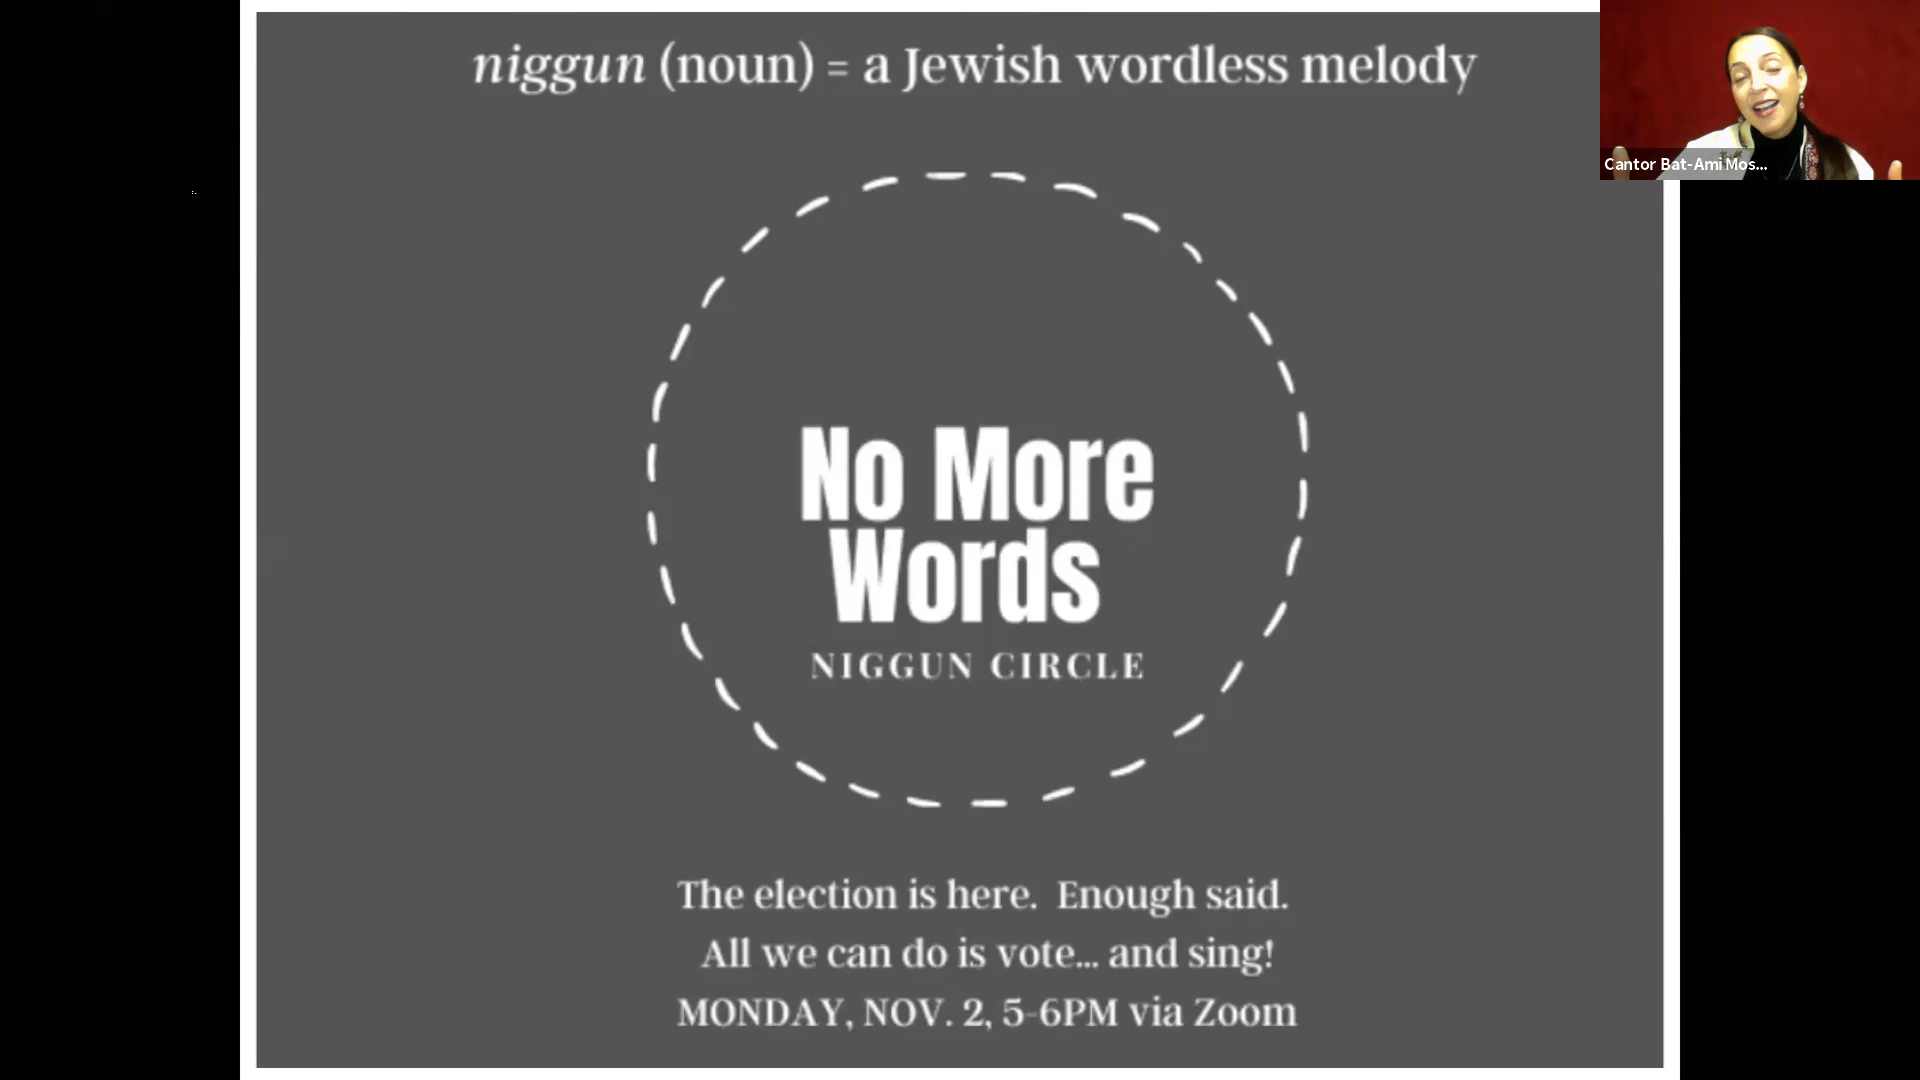 niggun (noun) = a Jewish wordless melody
Cantor Bat-Ami Mos...
No More
Words
NIGGUN CIRCLE
The election is here. Enough said.
All we can do is vote... and sing!
MONDAY, NOV. 2, 5-6PM via Zoom